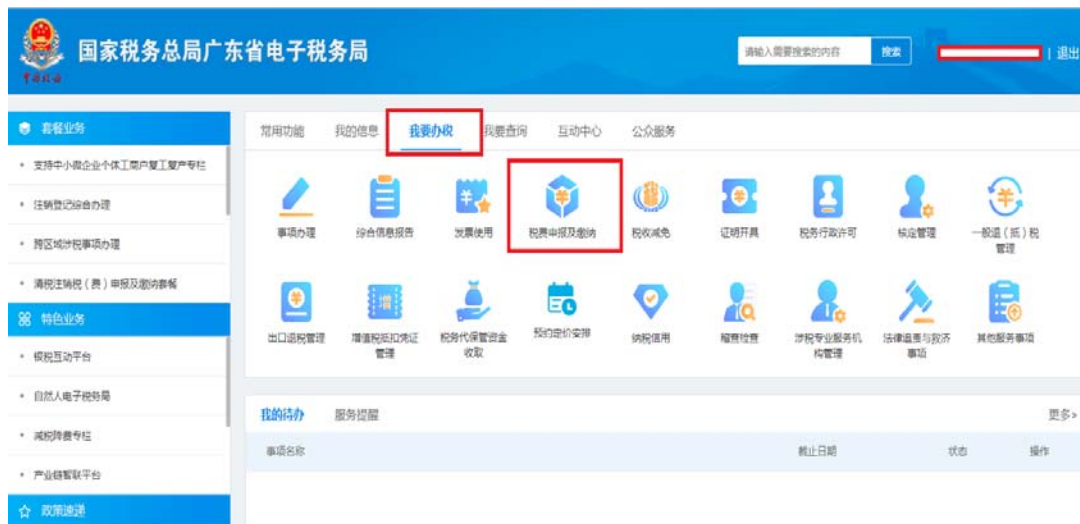 国家税务总局广东省电子税务局
请输入需要搜索的内容
搜索
| 退出
中国税务
套餐业务
支持中小微企业个体工商户复工复产专栏
注销登记综合办理
跨区域涉税事项办理
清税注销税（费）申报及缴纳套餐
特色业务
银税互动平台
自然人电子税务局
减税降费专栏
产业链智联平台
政策速递
常用功能 我的信息 我要办税 我要查询 互动中心 公众服务
事项办理 综合信息报告 发票使用 税费申报及缴纳 税收减免 证明开具 税务行政许可 核定管理 一般退（抵）税
管理
出口退税管理 增值税抵扣凭证 税务代保管资金 预约定价安排 纳税信用 稽查检查 涉税专业服务机 法律追责与救济 其他服务事项
管理 收取 构管理 事项
我的待办 服务提醒 更多»
事项名称 截止日期 状态 操作